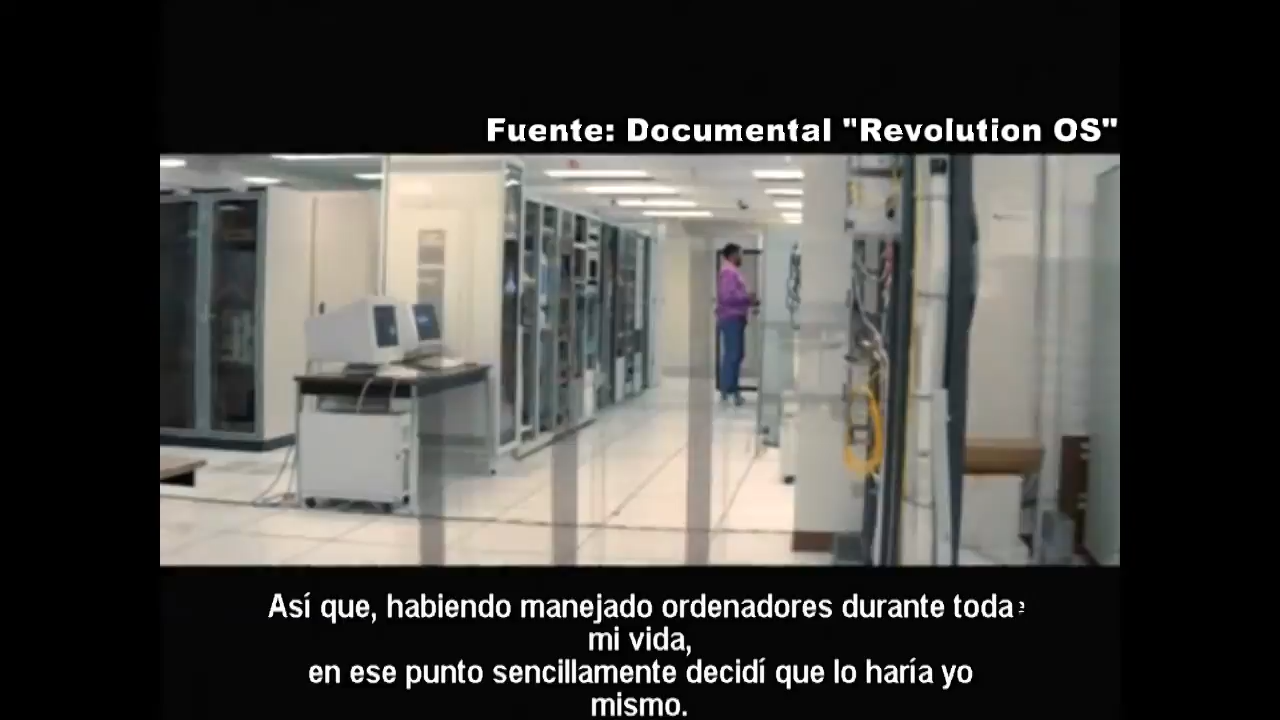 Fuente: Documental "Revolution OS"
Así que, habiendo manejado ordenadores durante toda
mi vida,
en ese punto sencillamente decidí que lo haría yo
mismo.